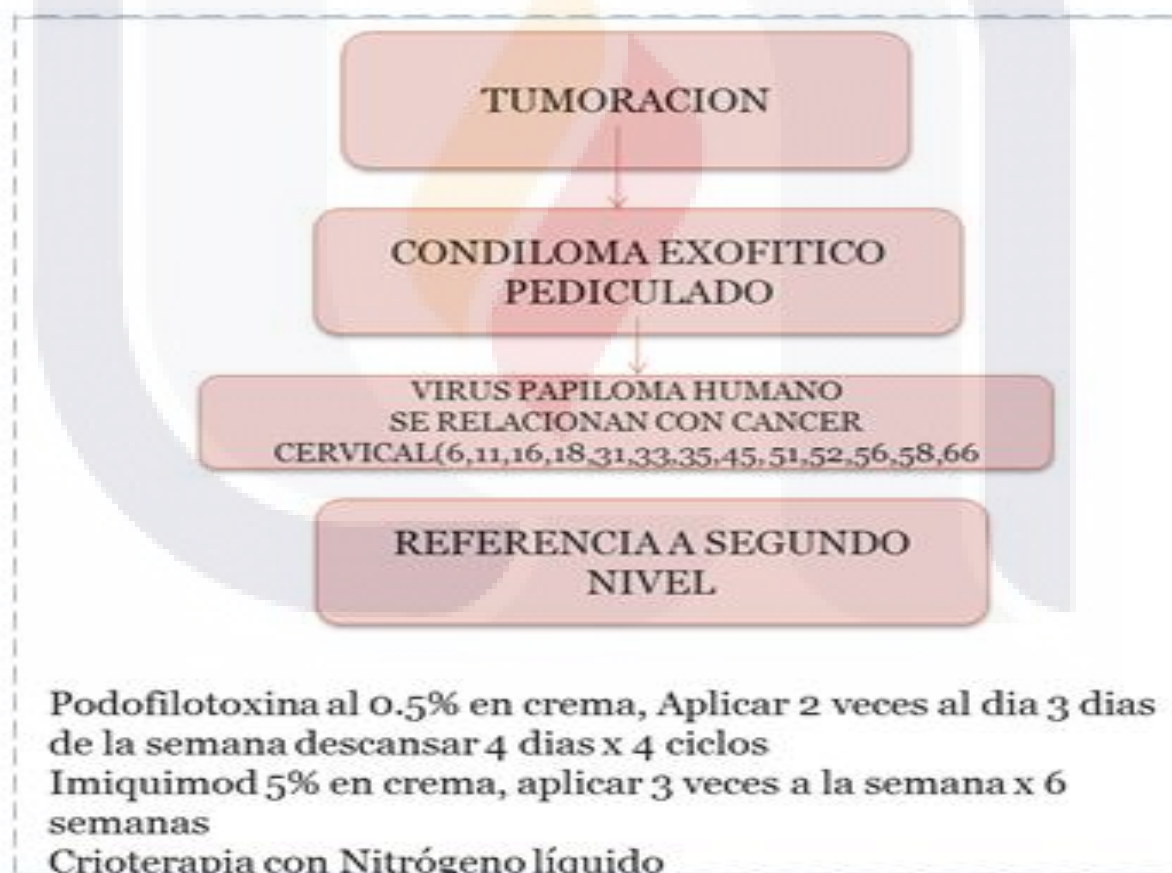 TUMORACION
CONDILOMA EXOFITICO
PEDICULADO
VIRUS PAPILOMA HUMANO
SE RELACIONAN CON CANCER
CERVICAL(6,11,16,18,31,33,35,45,51,52,56,58,66
REFERENCIA A SEGUNDO
NIVEL
Podofilotoxina al 0.5% en crema, Aplicar 2 veces al dia 3 dias
de la semana descansar 4 dias x 4 ciclos
Imiquimod 5% en crema, aplicar 3 veces a la semana x 6
semanas
Crioterapia con Nitrógeno líquido